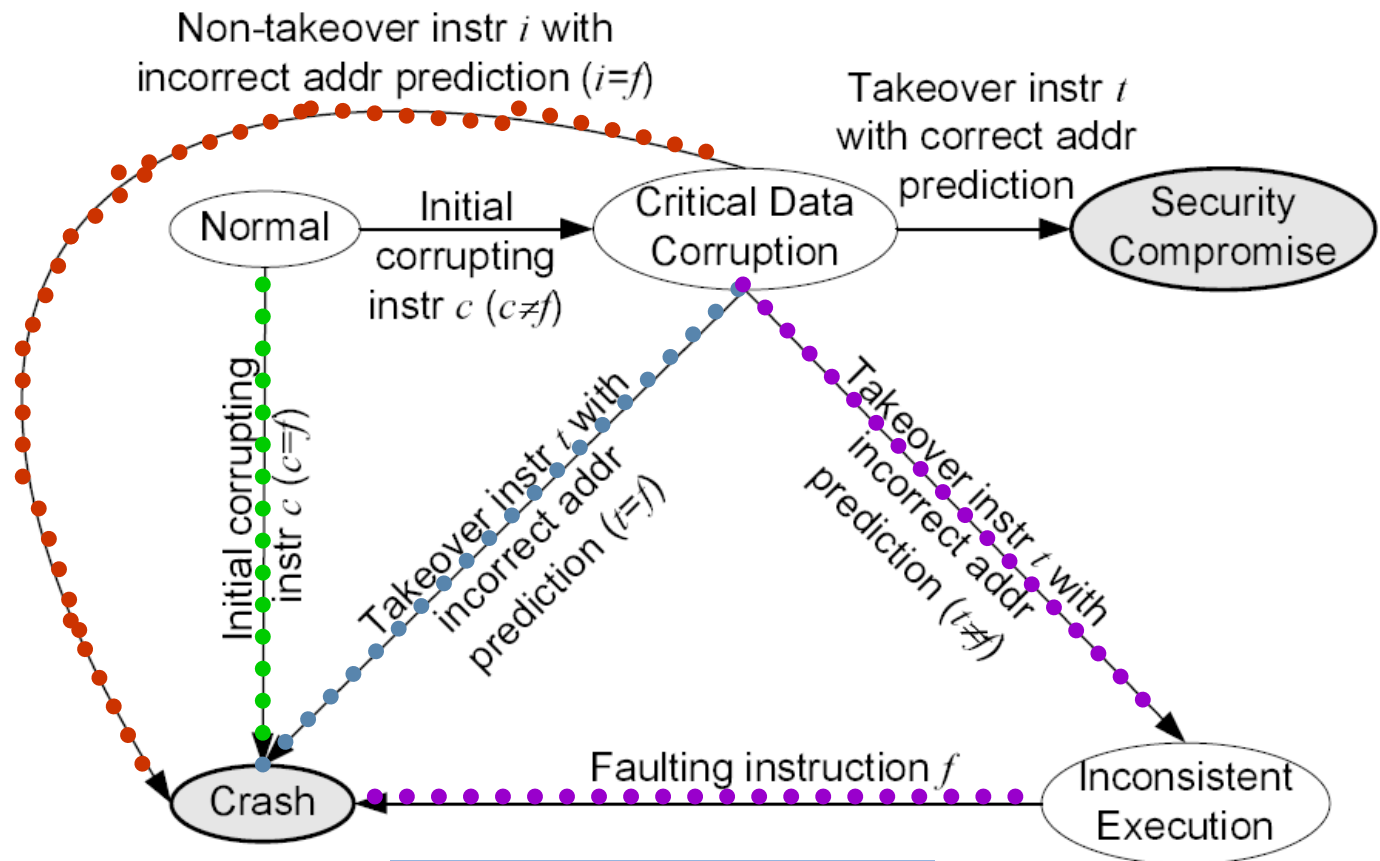 Non-takeover instr i with
incorrect addr prediction (i=f)
Takeover instr t
with correct addr
prediction
Normal
Initial
corrupting
instr c (c≠f)
Critical Data
Corruption
Security
Compromise
Initial corrupting
instr c (c=f)
Takeover instr t with
incorrect addr
prediction (t=f)
Takeover instr t with
incorrect addr
prediction (t≠f)
Faulting instruction f
Crash
Inconsistent
Execution